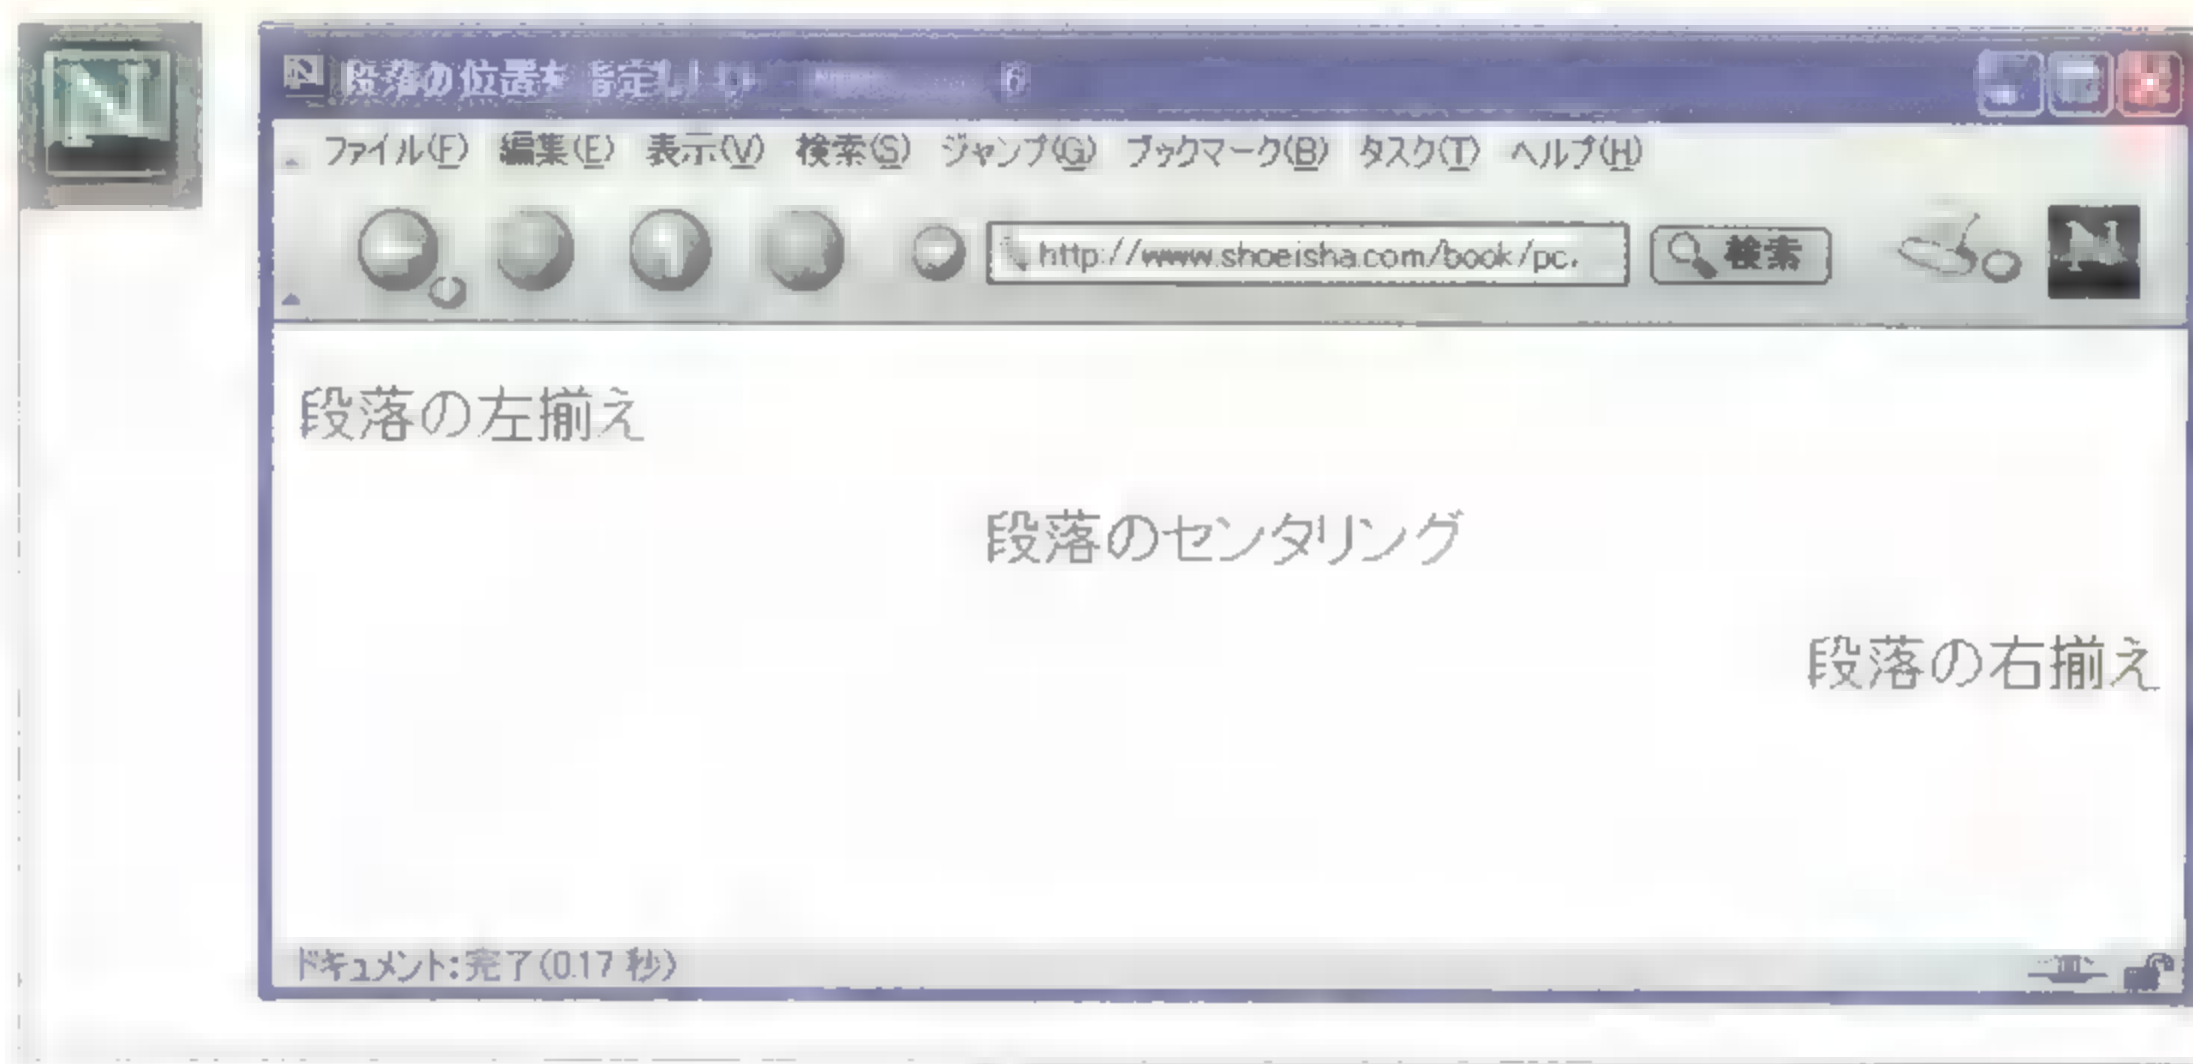 段落の位置を 指定
ファイル(F) 編集(E) 表示(V) 検索(S) ジャンプ(G) ブックマーク(B) タスク(T) ヘルプ(H)
http://www.shoeisha.com/book/pc. 検索
段落の左揃え
段落のセンタリング
段落の右揃え
ドキュメント:完了(0.17 秒)